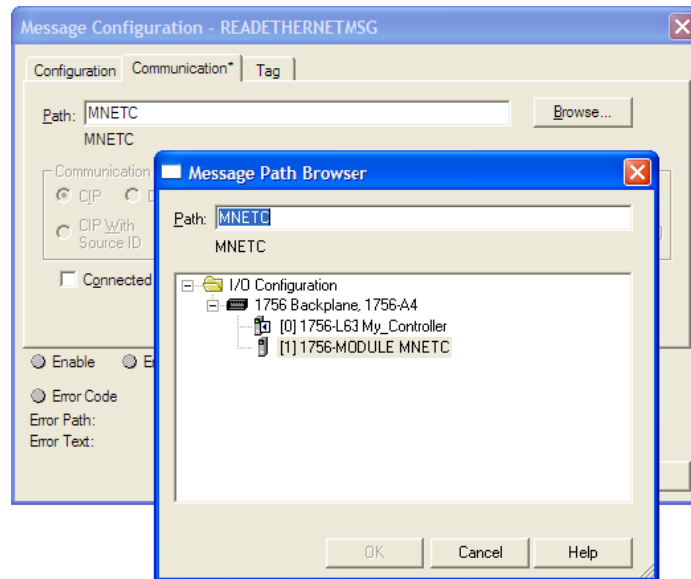 Message Configuration - READETHERNETMSG
Configuration Communication* Tag
Path: MNETC
Browse...
MNETC
Communication
CIP
CIP With
Source ID
Connected
Enable
Error Code
Error Path:
Error Text:
Message Path Browser
Path: MNETC
MNETC
I/O Configuration
1756 Backplane, 1756-A4
[0] 1756-L63 My_Controller
[1] 1756-MODULE MNETC
OK Cancel Help